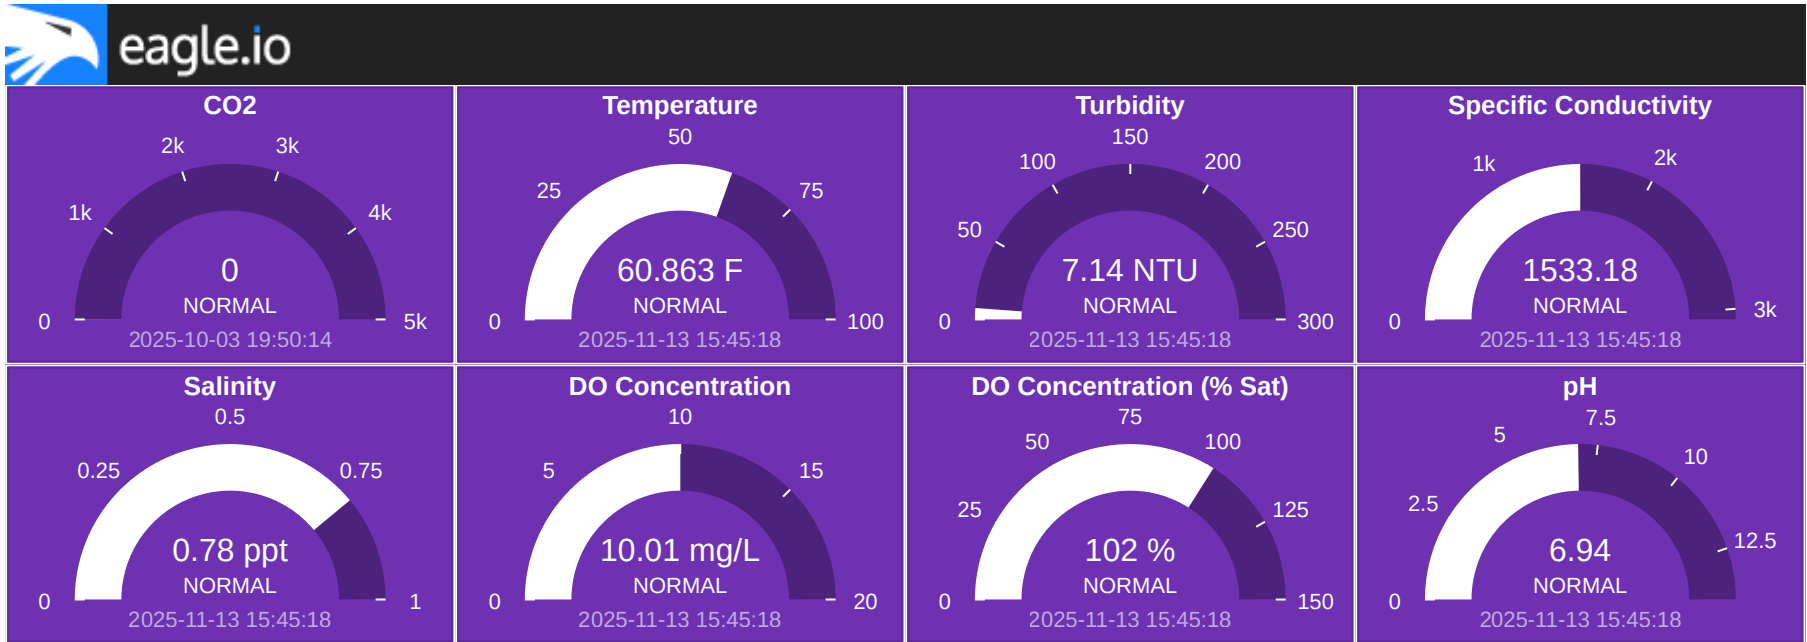 eagle.io
CO2
2k
3k
1k
4k
0
NORMAL
0
5k
2025-10-03 19:50:14
Temperature
50
25
75
60.863 F
NORMAL
0
100
2025-11-13 15:45:18
Turbidity
150
100
200
50
250
7.14 NTU
NORMAL
0
300
2025-11-13 15:45:18
Specific Conductivity
1k
2k
1533.18
NORMAL
3k
0
2025-11-13 15:45:18
Salinity
0.5
0.25
0.75
0.78 ppt
NORMAL
0
1
2025-11-13 15:45:18
DO Concentration
10
5
15
10.01 mg/L
NORMAL
0
20
2025-11-13 15:45:18
DO Concentration (% Sat)
75
50
100
25
125
102 %
NORMAL
0
150
2025-11-13 15:45:18
pH
7.5
5
10
2.5
12.5
6.94
NORMAL
0
2025-11-13 15:45:18